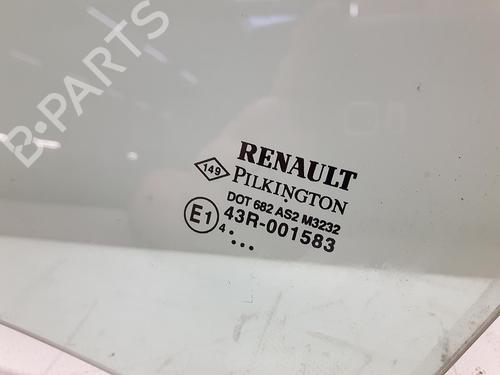 B-PARTS
RENAULT
149 PILKINGTON
DOT 682 AS2 M3232
E1 43R-001583
4